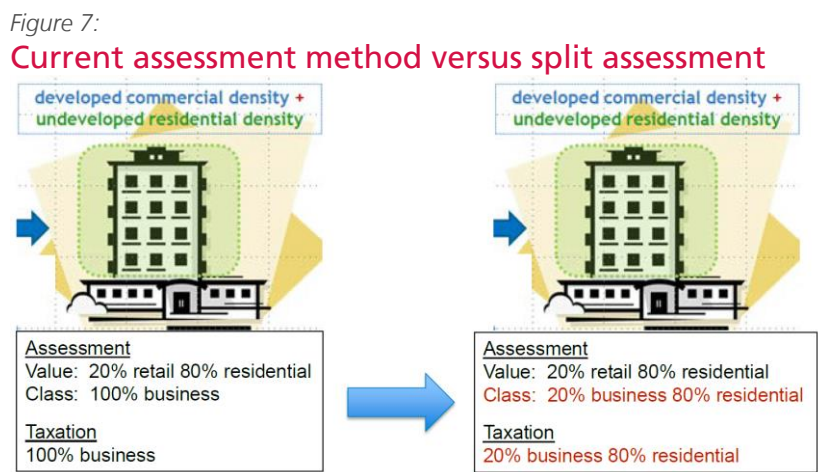 Figure 7:
Current assessment method versus split assessment
developed commercial density +
undeveloped residential density
Assessment
Value: 20% retail 80% residential
Class: 100% business
Taxation
100% business
developed commercial density +
undeveloped residential density
Assessment
Value: 20% retail 80% residential
Class: 20% business 80% residential
Taxation
20% business 80% residential